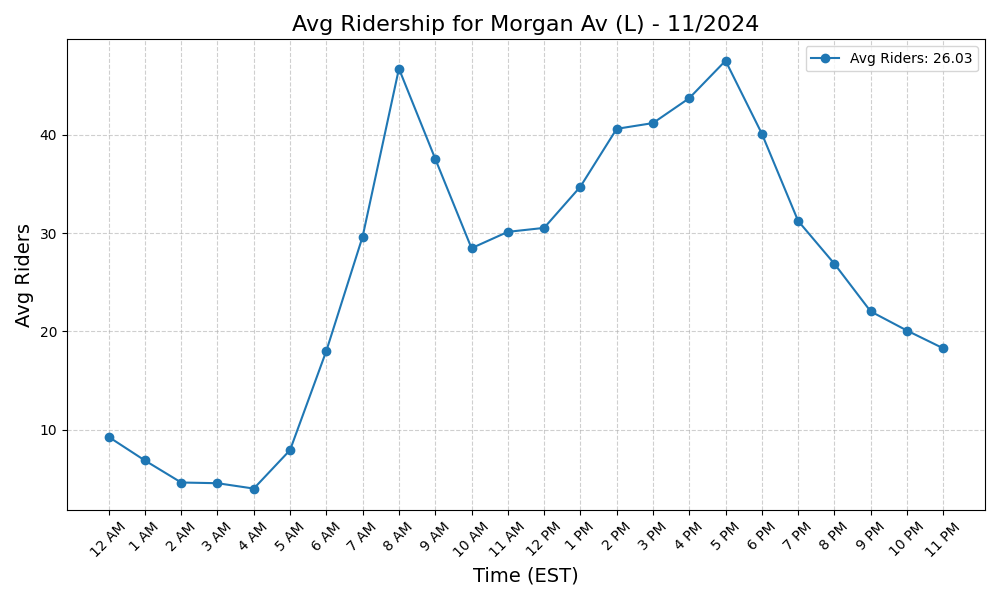 Avg Ridership for Morgan Av (L) - 11/2024
Avg Riders: 26.03
Avg Riders
40
30
20
10
12 AM
1 AM
2 AM
3 AM
4 AM
5 AM
6 AM
7 AM
8 AM
9 AM
10 AM
11 AM
12 PM
1 PM
2 PM
3 PM
4 PM
5 PM
6 PM
7 PM
8 PM
9 PM
10 PM
11 PM
Time (EST)